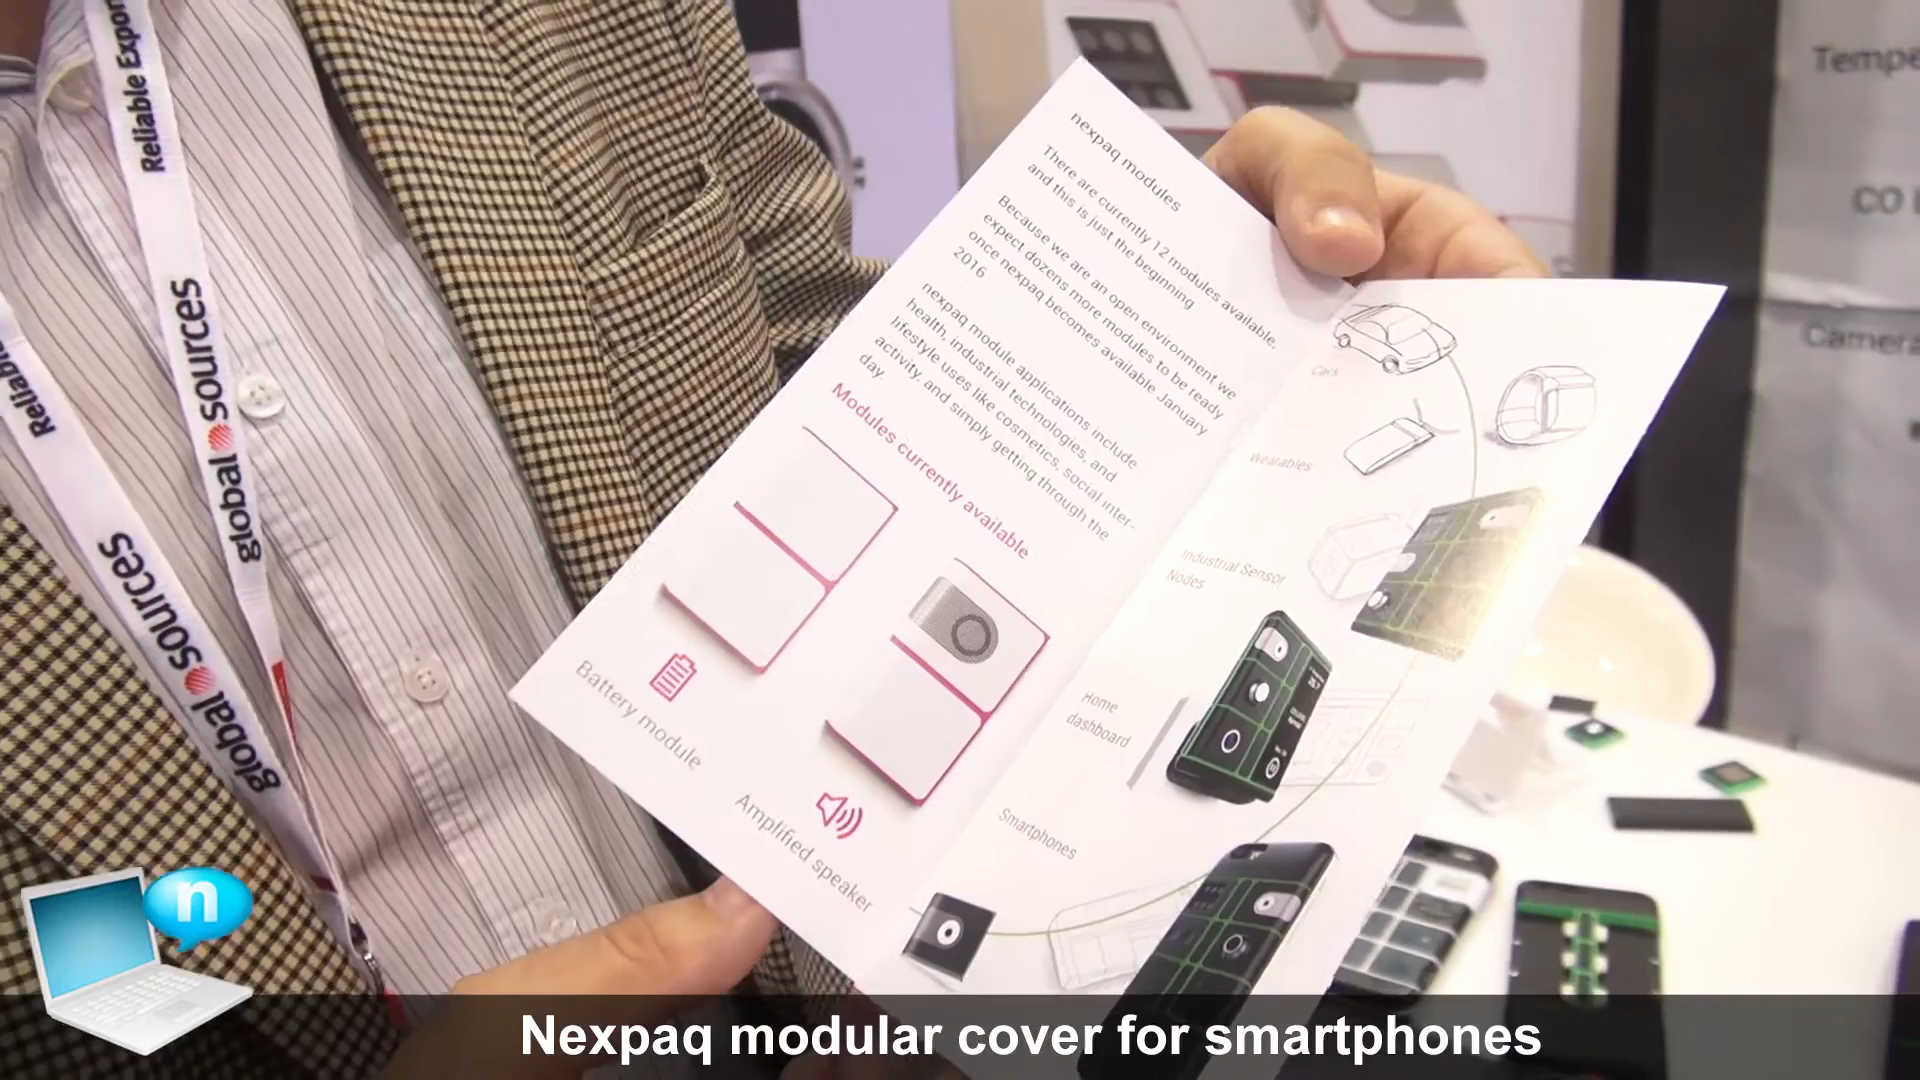 Reliable Expor
global sources
global sources
nexpaq modules
There are currently 12 modules available,
and this is just the beginning
Because we are an open environment we
expect dozens more modules to be ready
once nexpaq becomes available January
2016
nexpaq module applications include
health, industrial technologies, and
lifestyle uses like cosmetics, social inter-
activity, and simply getting through the
day.
Modules currently available
Battery module
Amplified speaker
Cars
Wearables
Industrial Sensor
Nodes
Home
dashboard
Smartphones
Tempe
CO
Camera
n
Nexpaq modular cover for smartphones